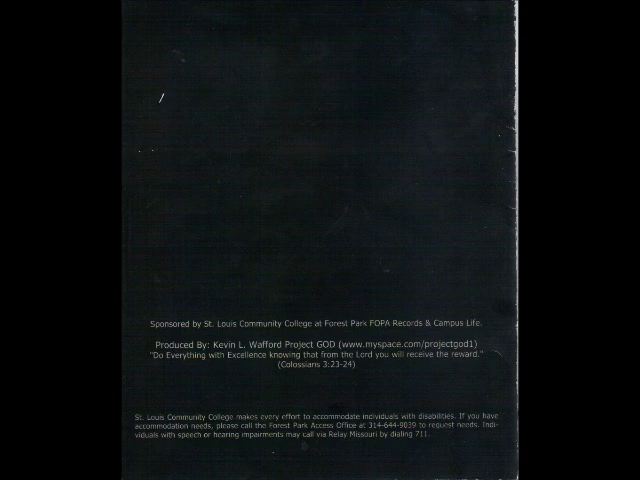 Sponsored by St. Louis Community College at Forest Park FOPA Records & Campus Life.
Produced By: Kevin L. Wafford Project GOD (www.myspace.com/projectgod1)
"Do Everything with Excellence knowing that from the Lord you will receive the reward."
(Colossians 3:23-24)
St. Louis Community College makes every effort to accommodate individuals with disabilities. If you have
accommodation needs, please call the Forest Park Access Office at 314-644-9039 to request needs. Indi-
viduals with speech or hearing impairments may call via Relay Missouri by dialing 711.